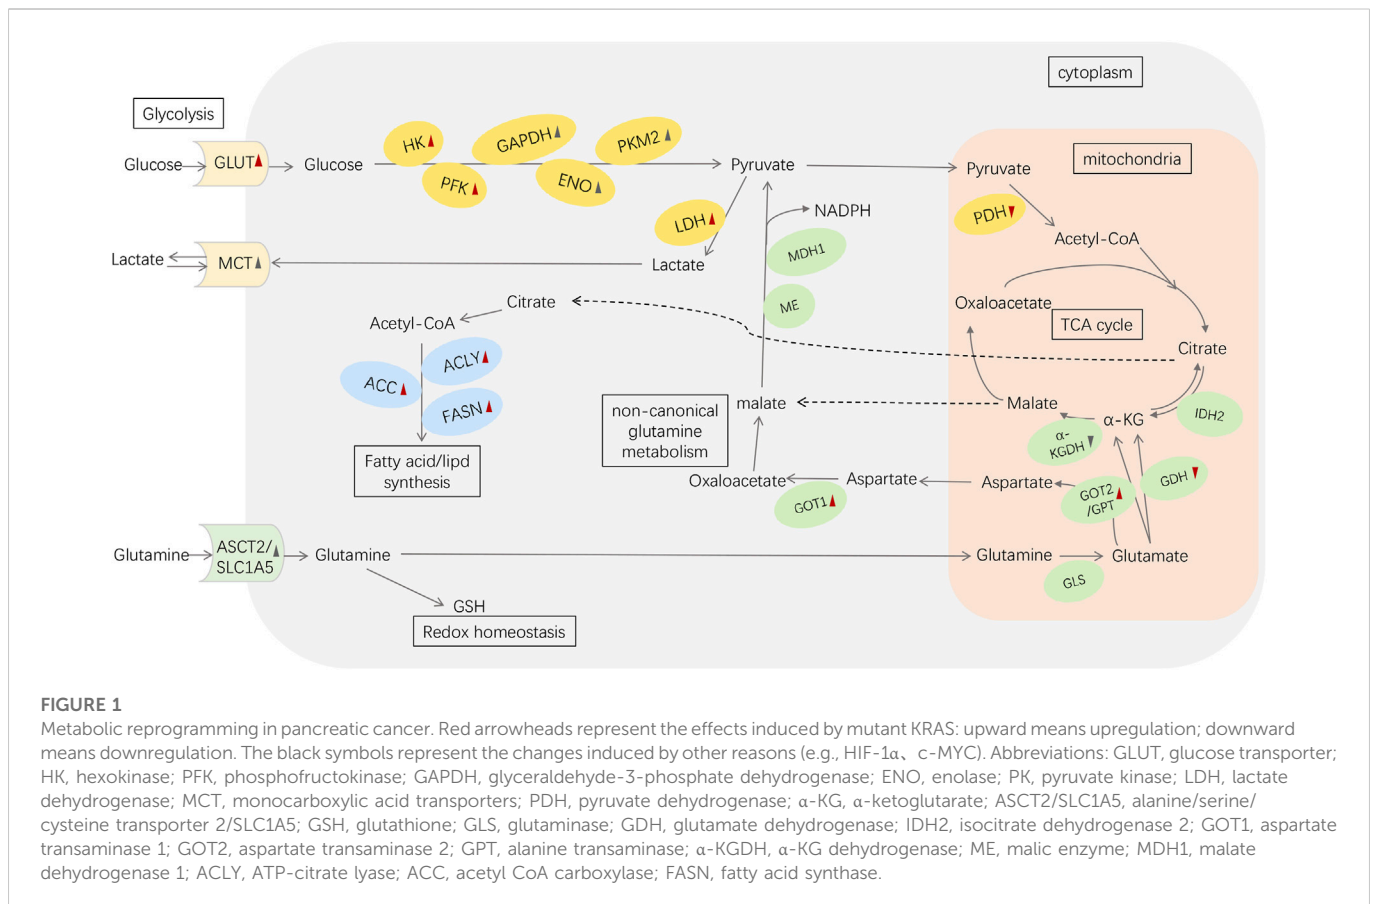 cytoplasm
Glycolysis
mitochondria
Glucose
GLUT
Glucose
HK
PFK
GAPDH
ENO
PKM2
Pyruvate
Pyruvate
PDH
Acetyl-CoA
LDH
NADPH
MDH1
Lactate
MCT
Lactate
ME
Citrate
Acetyl-CoA
Oxaloacetate
TCA cycle
Citrate
ACLY
ACC
FASN
Fatty acid/lipd
synthesis
non-canonical
glutamine
metabolism
malate
Malate
α-KG
IDH2
α-
KGDH
GDH
Oxaloacetate
GOT1
Aspartate
Aspartate
GOT2
/GPT
Glutamine
ASCT2/
SLC1A5
Glutamine
Glutamine
GLS
Glutamate
GSH
Redox homeostasis
FIGURE 1
Metabolic reprogramming in pancreatic cancer. Red arrowheads represent the effects induced by mutant KRAS: upward means upregulation; downward
means downregulation. The black symbols represent the changes induced by other reasons (e.g., HIF-1α、c-MYC). Abbreviations: GLUT, glucose transporter;
HK, hexokinase; PFK, phosphofructokinase; GAPDH, glyceraldehyde-3-phosphate dehydrogenase; ENO, enolase; PK, pyruvate kinase; LDH, lactate
dehydrogenase; MCT, monocarboxylic acid transporters; PDH, pyruvate dehydrogenase; α-KG, α-ketoglutarate; ASCT2/SLC1A5, alanine/serine/
cysteine transporter 2/SLC1A5; GSH, glutathione; GLS, glutaminase; GDH, glutamate dehydrogenase; IDH2, isocitrate dehydrogenase 2; GOT1, aspartate
transaminase 1; GOT2, aspartate transaminase 2; GPT, alanine transaminase; α-KGDH, α-KG dehydrogenase; ME, malic enzyme; MDH1, malate
dehydrogenase 1; ACLY, ATP-citrate lyase; ACC, acetyl CoA carboxylase; FASN, fatty acid synthase.